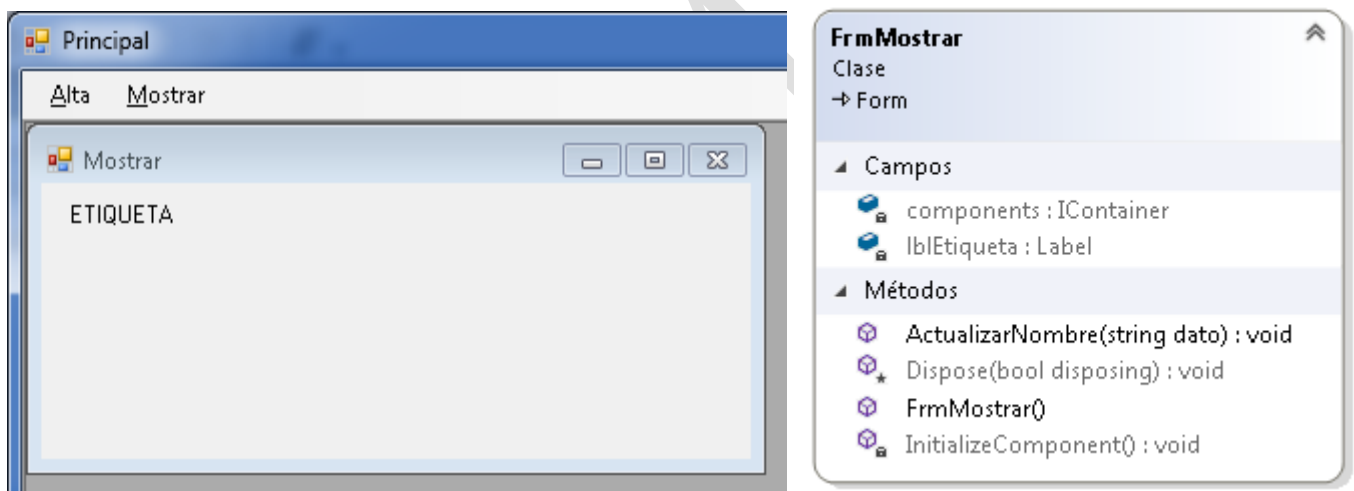 Principal
Alta Mostrar
Mostrar
ETIQUETA
FrmMostrar
Clase
Form
Campos
components : IContainer
lblEtiqueta : Label
Métodos
ActualizarNombre(string dato) : void
Dispose(bool disposing) : void
FrmMostrar()
InitializeComponent() : void